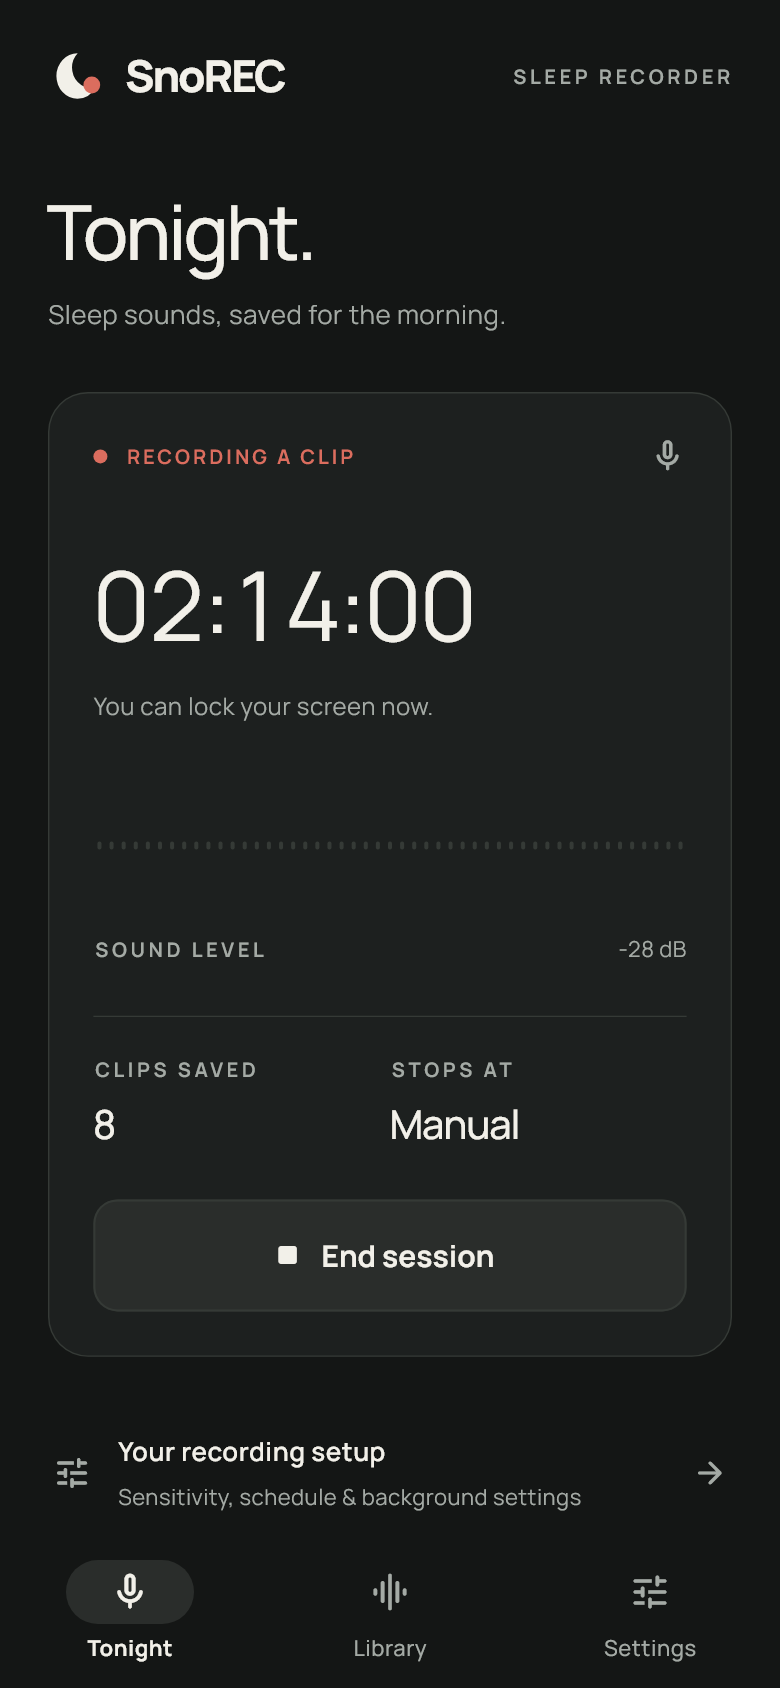 SnoREC
SLEEP RECORDER
Tonight.
Sleep sounds, saved for the morning.
RECORDING A CLIP
02:14:00
You can lock your screen now.
SOUND LEVEL
-28 dB
CLIPS SAVED
STOPS AT
8
Manual
End session
Your recording setup
Sensitivity, schedule & background settings
Tonight
Library
Settings